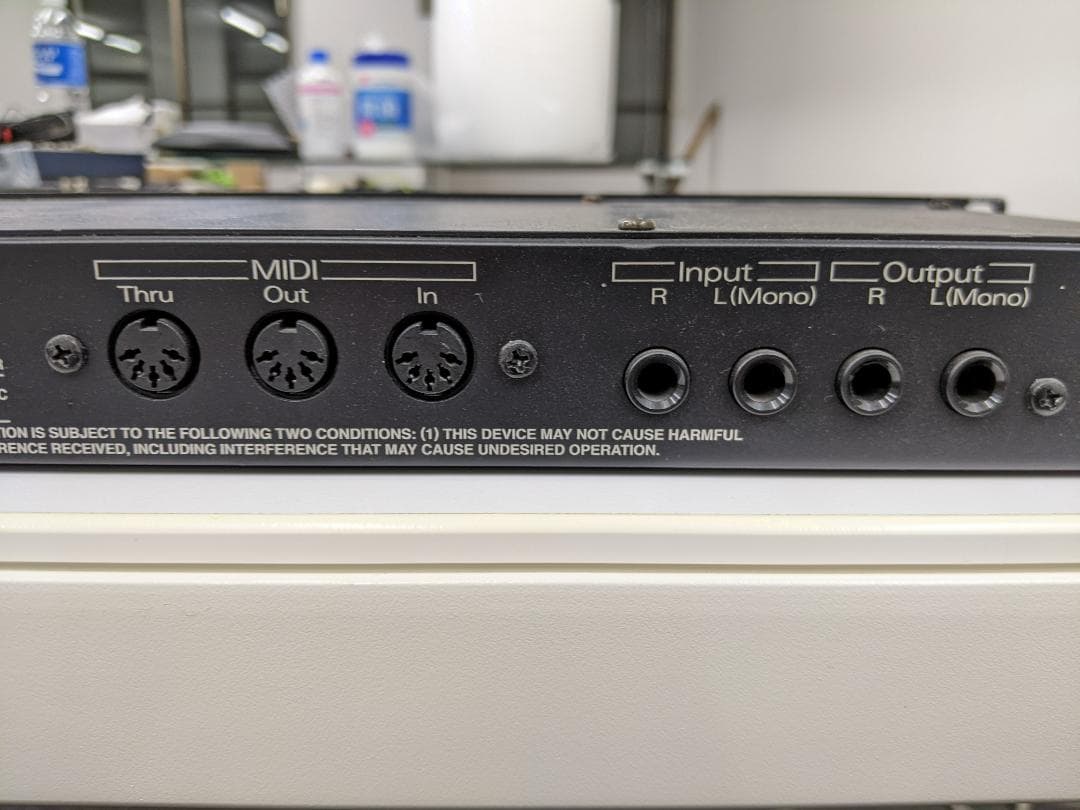 MIDI
Thru Out In
Input
R L(Mono)
Output
R L(Mono)
C
ION IS SUBJECT TO THE FOLLOWING TWO CONDITIONS: (1) THIS DEVICE MAY NOT CAUSE HARMFUL
RENCE RECEIVED, INCLUDING INTERFERENCE THAT MAY CAUSE UNDESIRED OPERATION.